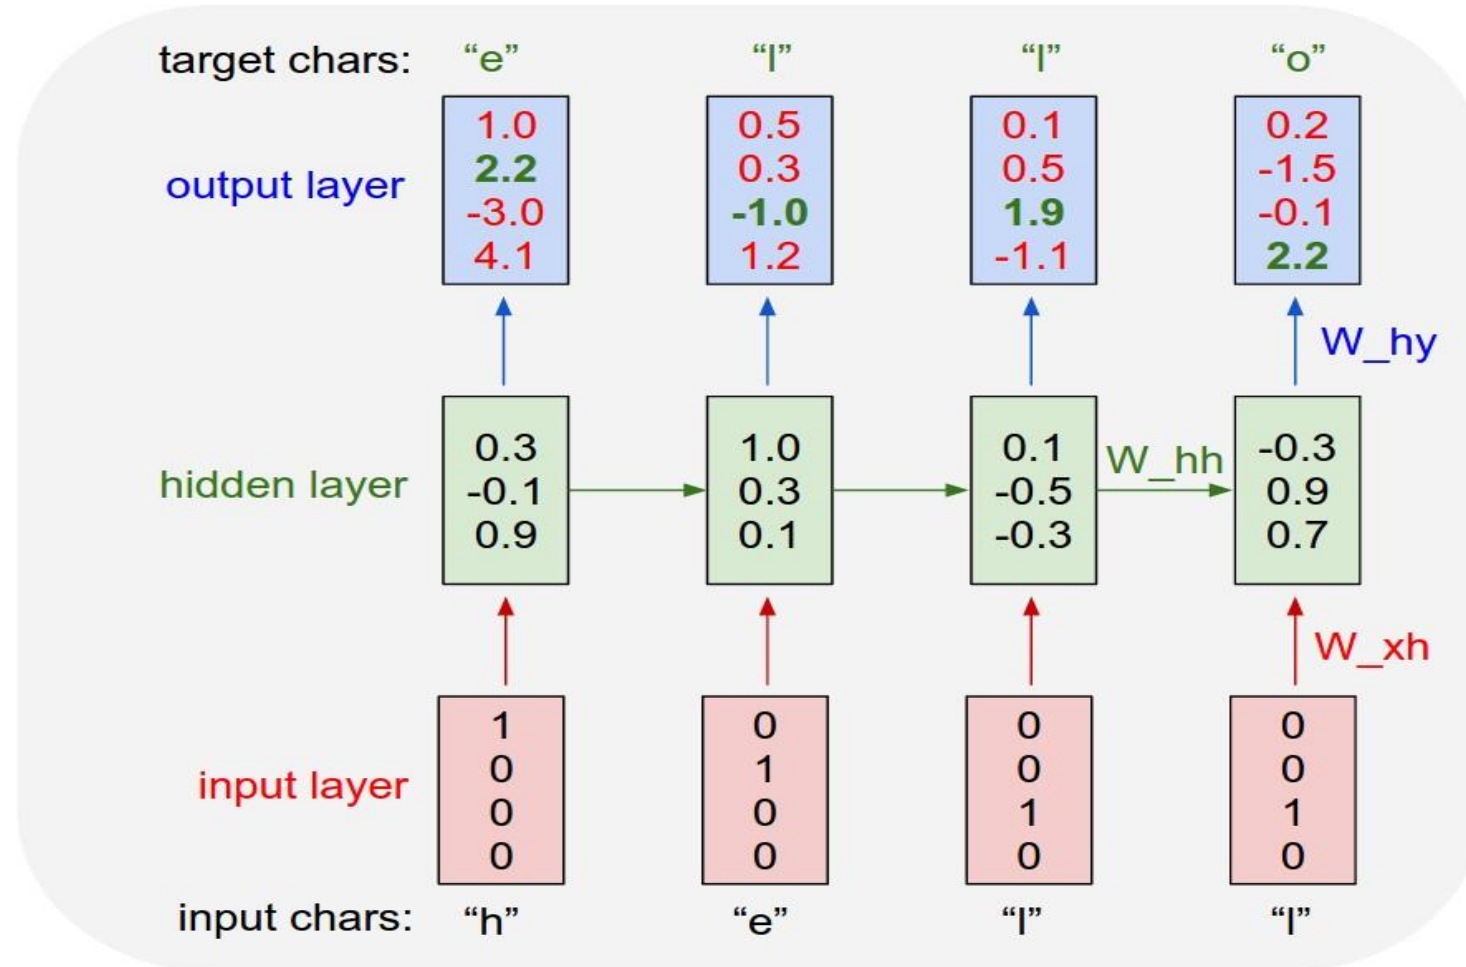 target chars: “e” “l” “l” “o”
1.0 0.5 0.1 0.2
2.2 0.3 0.5 -1.5
output layer
-3.0 -1.0 1.9 -0.1
4.1 1.2 -1.1 2.2
W_hy
0.3 1.0 0.1 -0.3
W_hh
hidden layer
-0.1 0.3 -0.5 0.9
0.9 0.1 -0.3 0.7
W_xh
1 0 0 0
0 1 0 0
input layer
0 0 1 1
0 0 0 0
input chars: “h” “e” “l” “l”